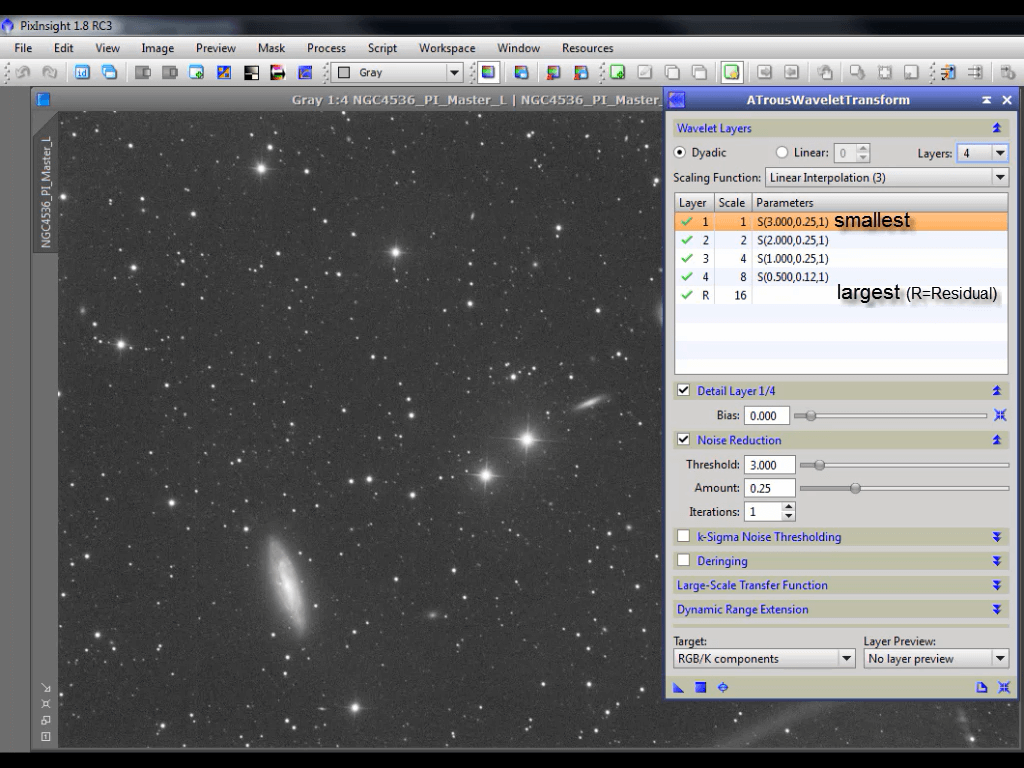 PixInsight 1.8 RC3
File Edit View Image Preview Mask Process Script Workspace Window Resources
Gray
Gray 1:4 NGC4536_PI_Master_L | NGC4536_PI_Master_
NGC4536_PI_Master_L
ATrousWaveletTransform
Wavelet Layers
Dyadic Linear: 0 Layers: 4
Scaling Function: Linear Interpolation (3)
Layer Scale Parameters
1 1 S(3.000,0.25,1) smallest
2 2 S(2.000,0.25,1)
3 4 S(1.000,0.25,1)
4 8 S(0.500,0.12,1)
R 16 largest (R=Residual)
Detail Layer 1/4
Bias: 0.000
Noise Reduction
Threshold: 3.000
Amount: 0.25
Iterations: 1
k-Sigma Noise Thresholding
Deringing
Large-Scale Transfer Function
Dynamic Range Extension
Target: Layer Preview:
RGB/K components No layer preview